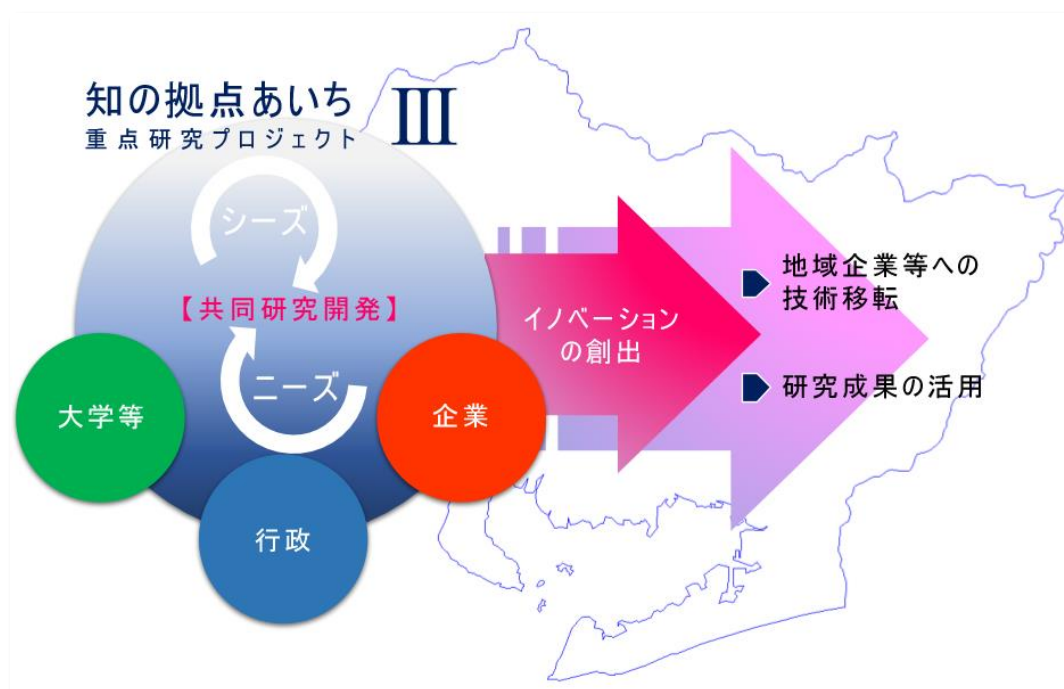 知の拠点あいち
重点研究プロジェクト
Ⅲ
シーズ
【共同研究開発】
ニーズ
大学等
行政
企業
イノベーション
の創出
地域企業等への
技術移転
研究成果の活用